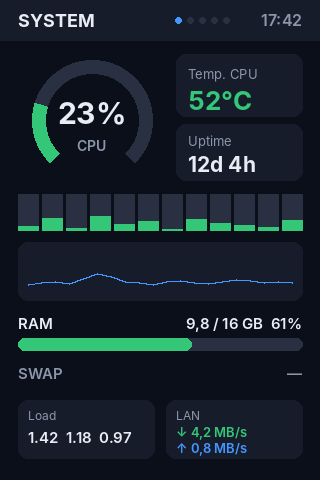 SYSTEM 17:42
23%
CPU
Temp. CPU
52°C
Uptime
12d 4h
RAM 9,8 / 16 GB 61%
SWAP —
Load
1.42 1.18 0.97
LAN
↓ 4,2 MB/s
↑ 0,8 MB/s